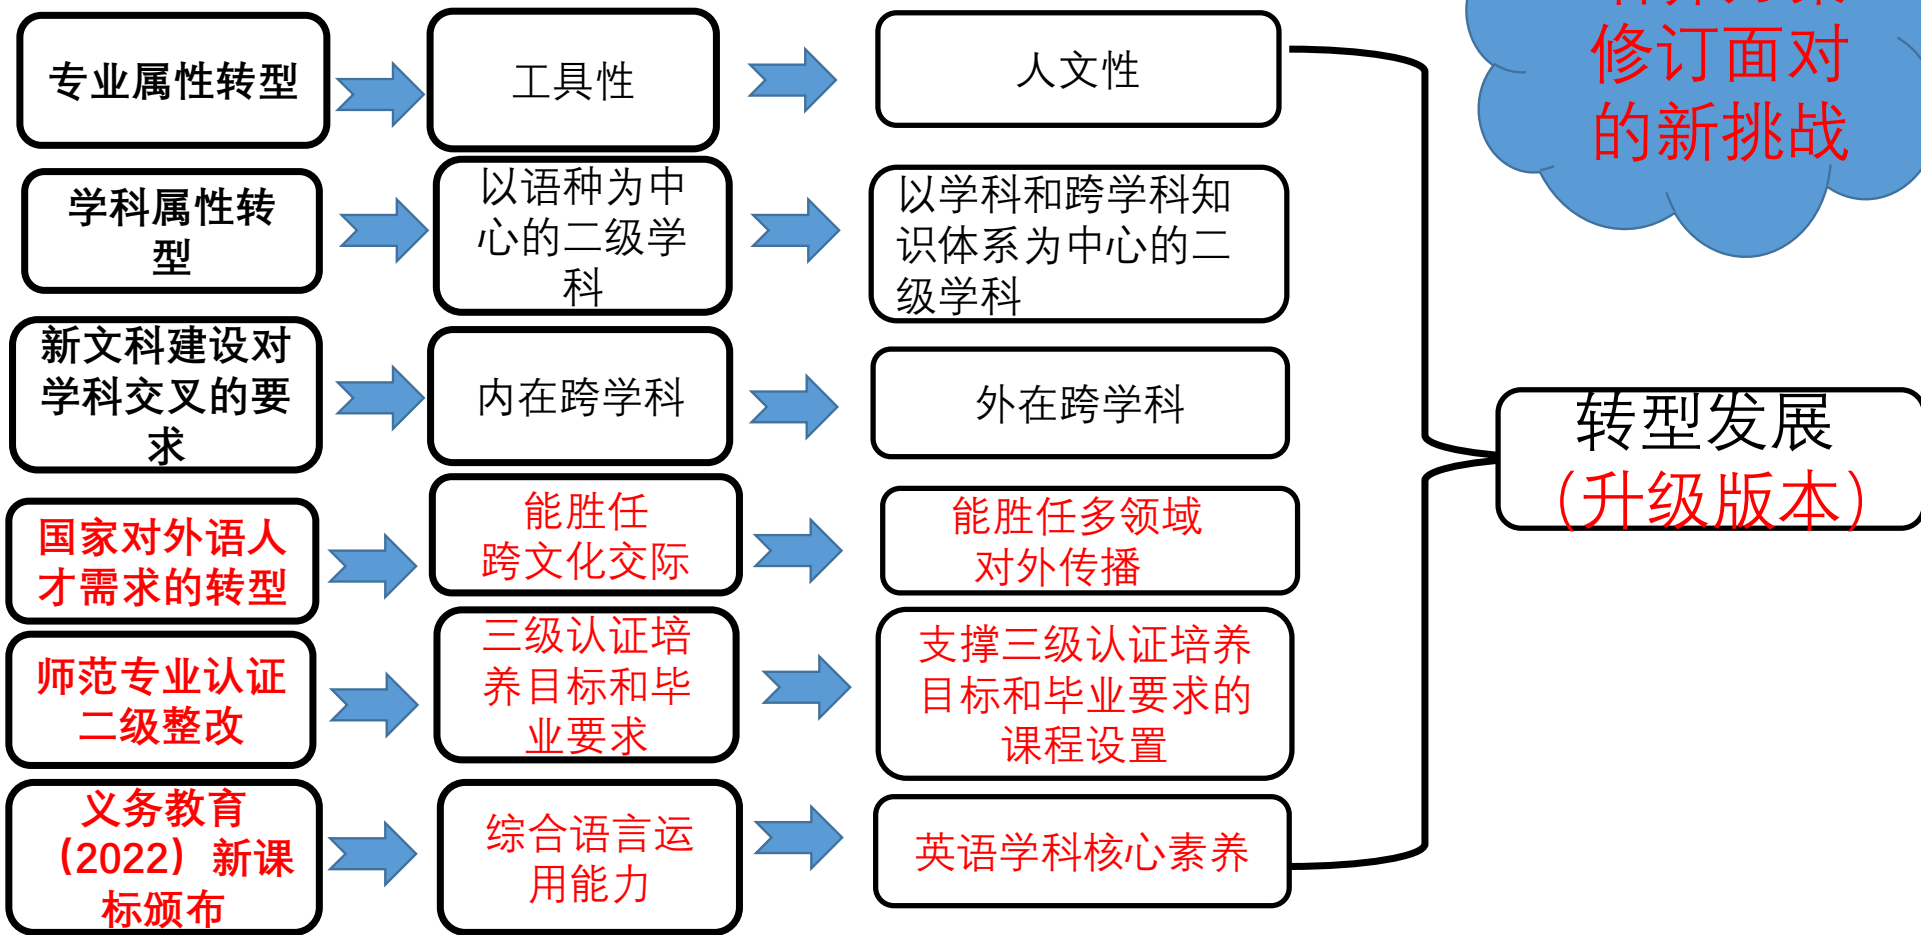 专业属性转型
工具性
人文性
学科属性转
型
以语种为中
心的二级学
科
以学科和跨学科知
识体系为中心的二
级学科
新文科建设对
学科交叉的要
求
内在跨学科
外在跨学科
国家对外语人
才需求的转型
能胜任
跨文化交际
能胜任多领域
对外传播
师范专业认证
二级整改
三级认证培
养目标和毕
业要求
支撑三级认证培养
目标和毕业要求的
课程设置
义务教育
（2022）新课
标颁布
综合语言运
用能力
英语学科核心素养
修订面对
的新挑战
转型发展
（升级版本）